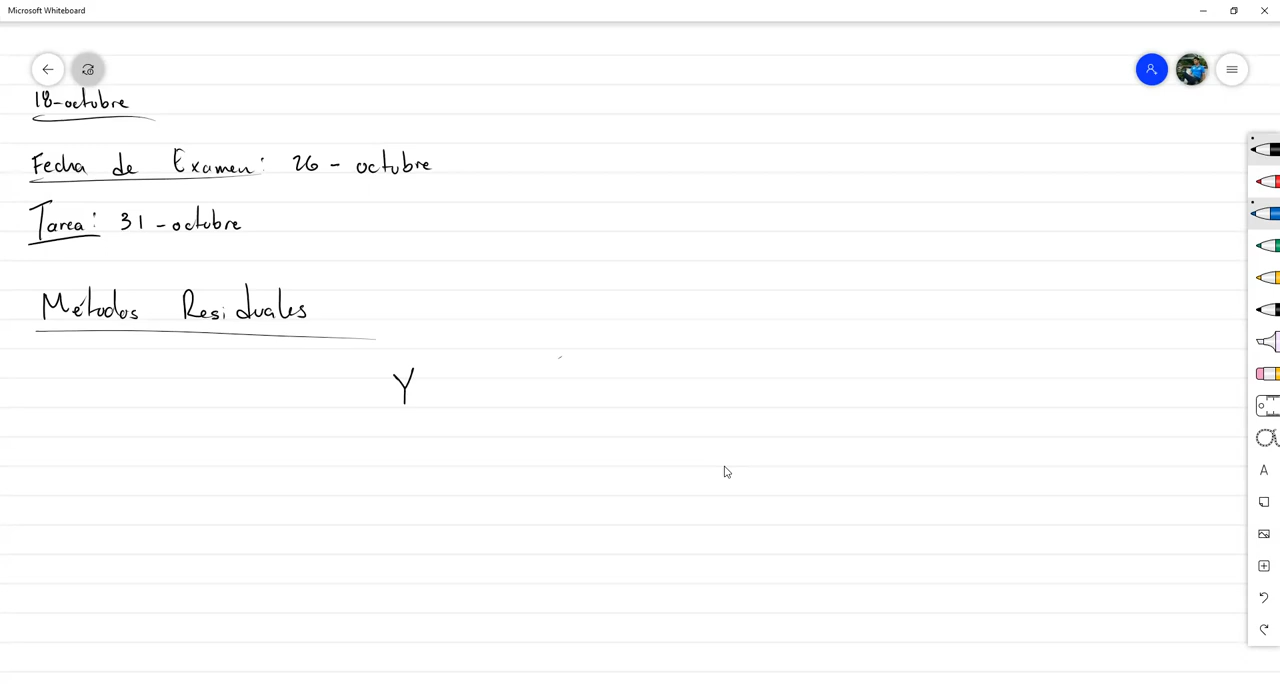 Microsoft Whiteboard
18-octubre
Fecha de Examen: 26 - octubre
Tarea: 31 - octubre
Métodos Residuales
Y
A